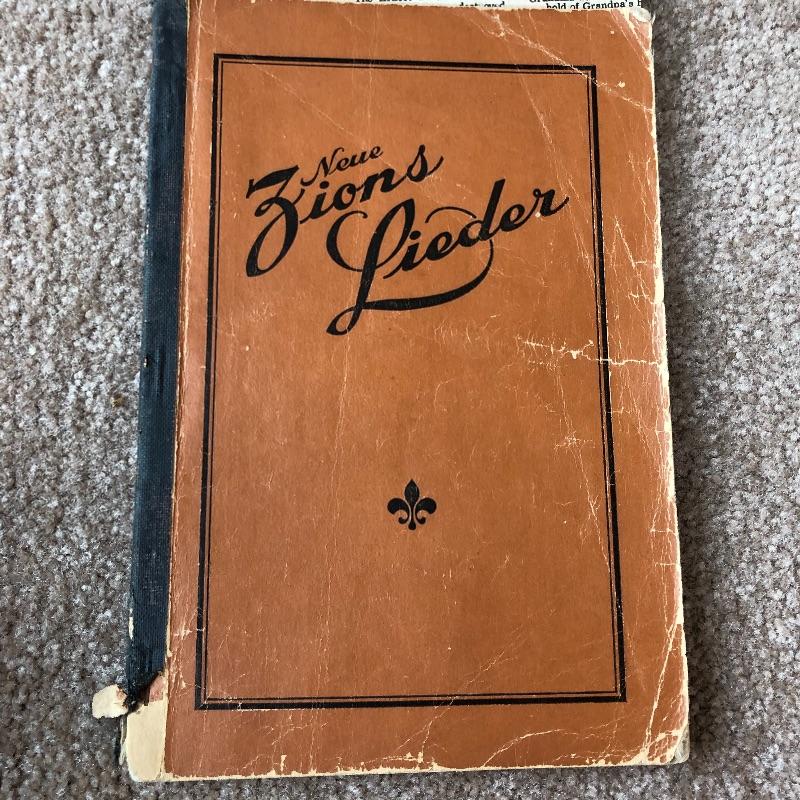 hold of Grandpa's
Neue
Zions
Lieder